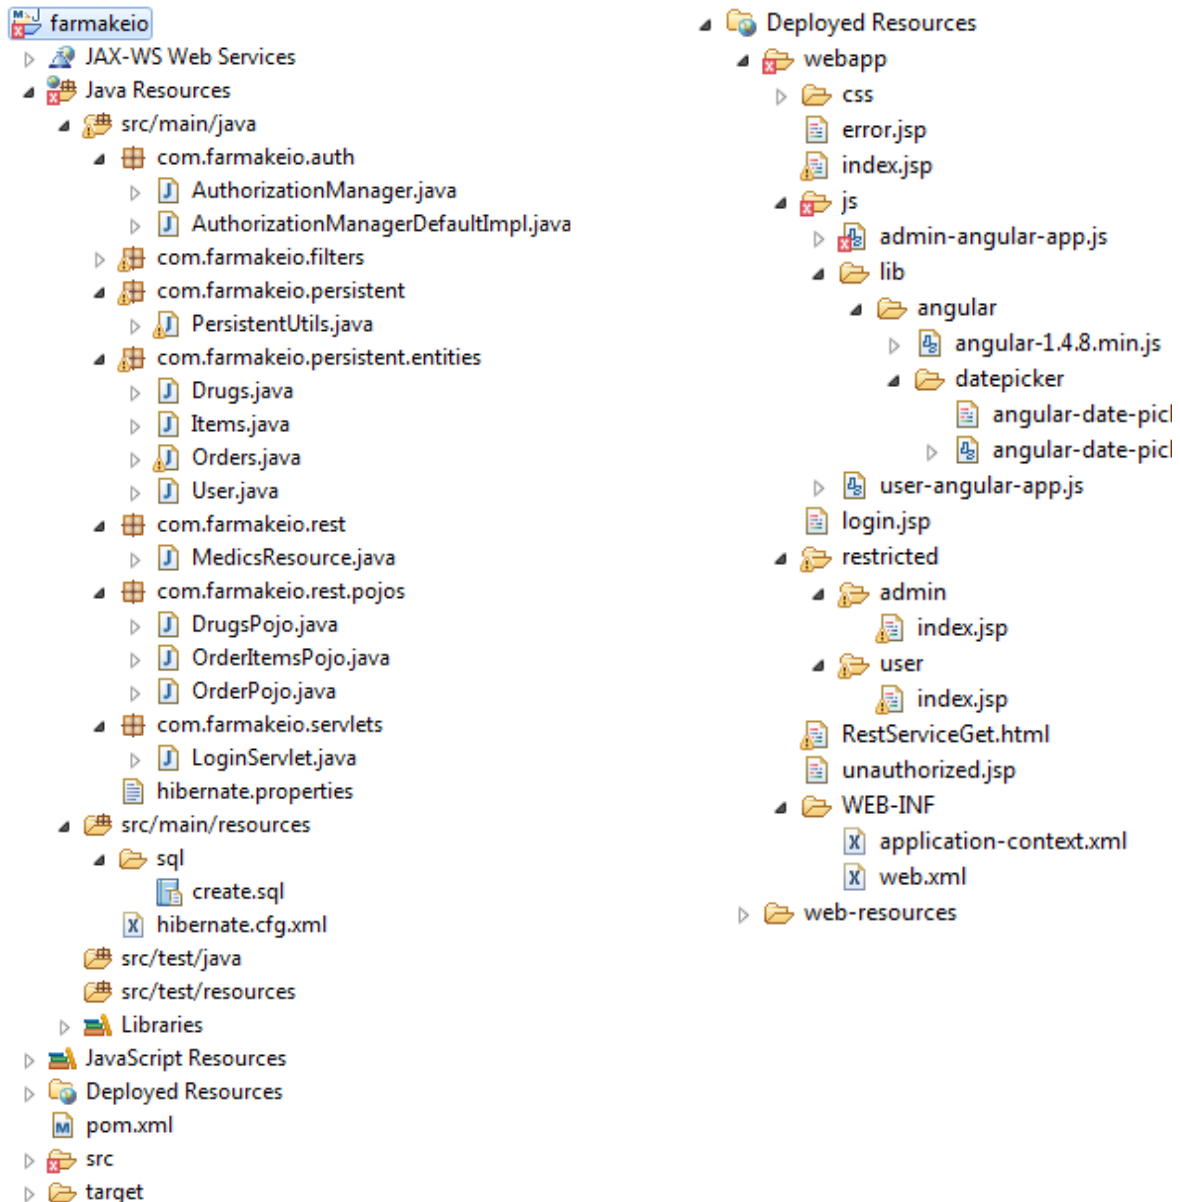 farmakeio
JAX-WS Web Services
Java Resources
src/main/java
com.farmakeio.auth
AuthorizationManager.java
AuthorizationManagerDefaultImpl.java
com.farmakeio.filters
com.farmakeio.persistent
PersistentUtils.java
com.farmakeio.persistent.entities
Drugs.java
Items.java
Orders.java
User.java
com.farmakeio.rest
MedicsResource.java
com.farmakeio.rest.pojos
DrugsPojo.java
OrderItemsPojo.java
OrderPojo.java
com.farmakeio.servlets
LoginServlet.java
hibernate.properties
src/main/resources
sql
create.sql
hibernate.cfg.xml
src/test/java
src/test/resources
Libraries
JavaScript Resources
Deployed Resources
pom.xml
src
target
Deployed Resources
webapp
css
error.jsp
index.jsp
js
admin-angular-app.js
lib
angular
angular-1.4.8.min.js
datepicker
angular-date-pic
angular-date-pic
user-angular-app.js
login.jsp
restricted
admin
index.jsp
user
index.jsp
RestServiceGet.html
unauthorized.jsp
WEB-INF
application-context.xml
web.xml
web-resources